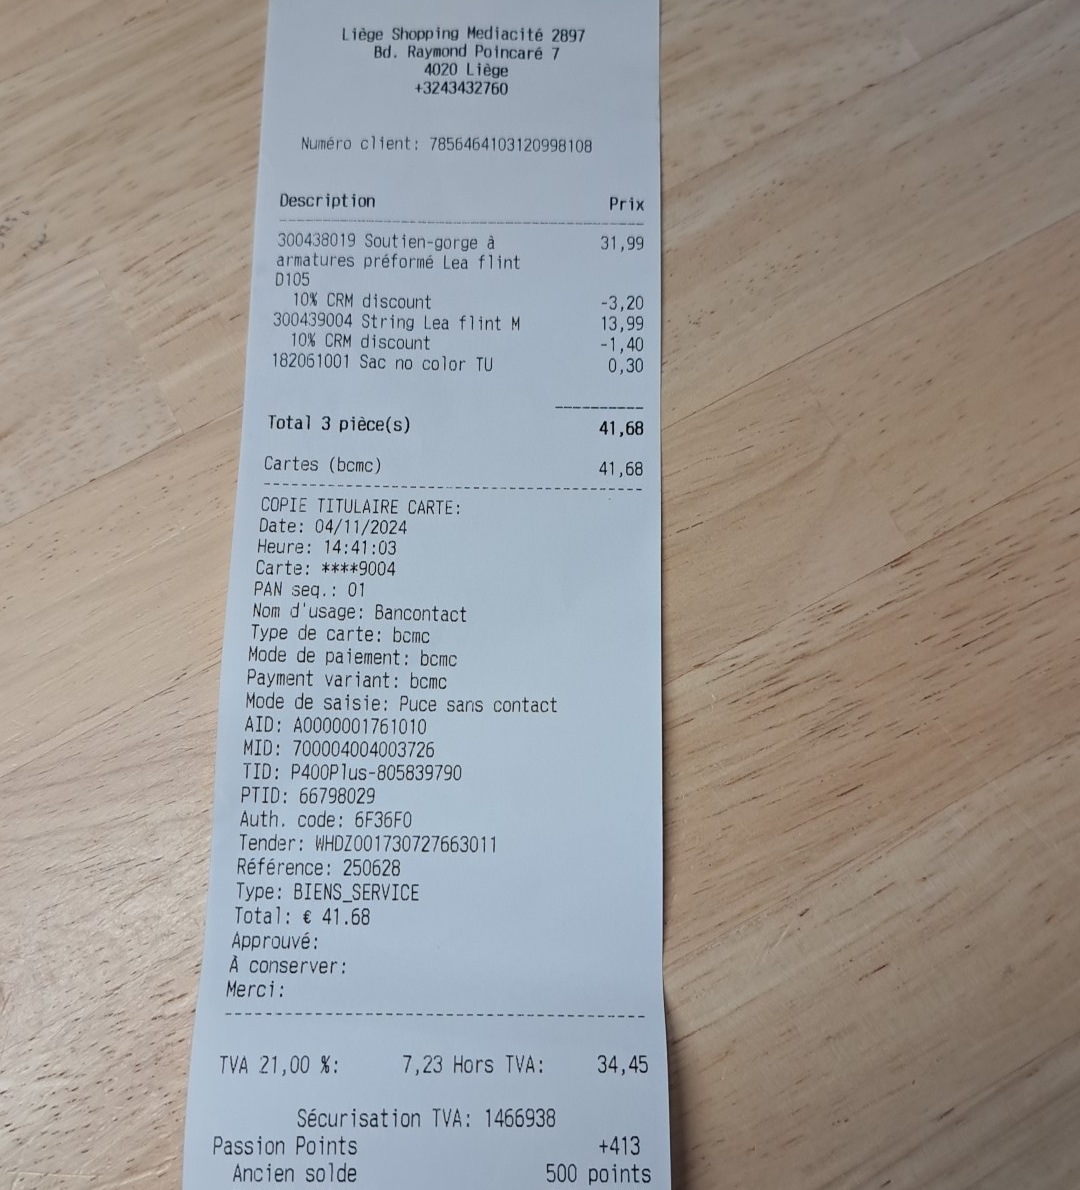 Liège Shopping Mediacité 2897
Bd. Raymond Poincaré 7
4020 Liège
+3243432760
Numéro client: 7856464103120998108
Description Prix
300438019 Soutien-gorge à 31,99
armatures préformé Lea flint
D105
10% CRM discount -3,20
300439004 String Lea flint M 13,99
10% CRM discount -1,40
182061001 Sac no color TU 0,30
Total 3 pièce(s) 41,68
Cartes (bcmc) 41,68
COPIE TITULAIRE CARTE:
Date: 04/11/2024
Heure: 14:41:03
Carte: ****9004
PAN seq.: 01
Nom d'usage: Bancontact
Type de carte: bcmc
Mode de paiement: bcmc
Payment variant: bcmc
Mode de saisie: Puce sans contact
AID: A0000001761010
MID: 700004004003726
TID: P400Plus-805839790
PTID: 66798029
Auth. code: 6F36F0
Tender: WHDZ001730727663011
Référence: 250628
Type: BIENS_SERVICE
Total: € 41.68
Approuvé:
À conserver:
Merci:
TVA 21,00 %: 7,23 Hors TVA: 34,45
Sécurisation TVA: 1466938
Passion Points +413
Ancien solde 500 points